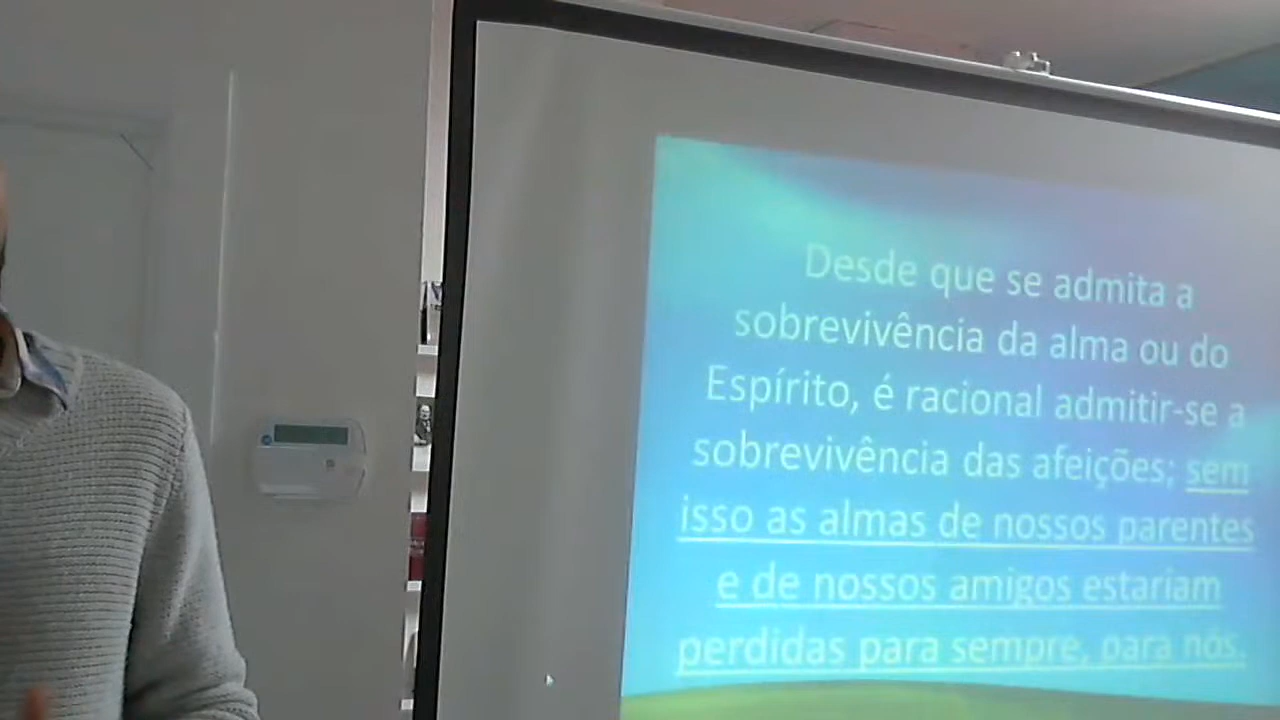 Desde que se admita a
sobrevivência da alma ou do
Espírito, é racional admitir-se a
sobrevivência das afeições; sem
isso as almas de nossos parentes
e de nossos amigos estariam
perdidas para sempre, para nós.